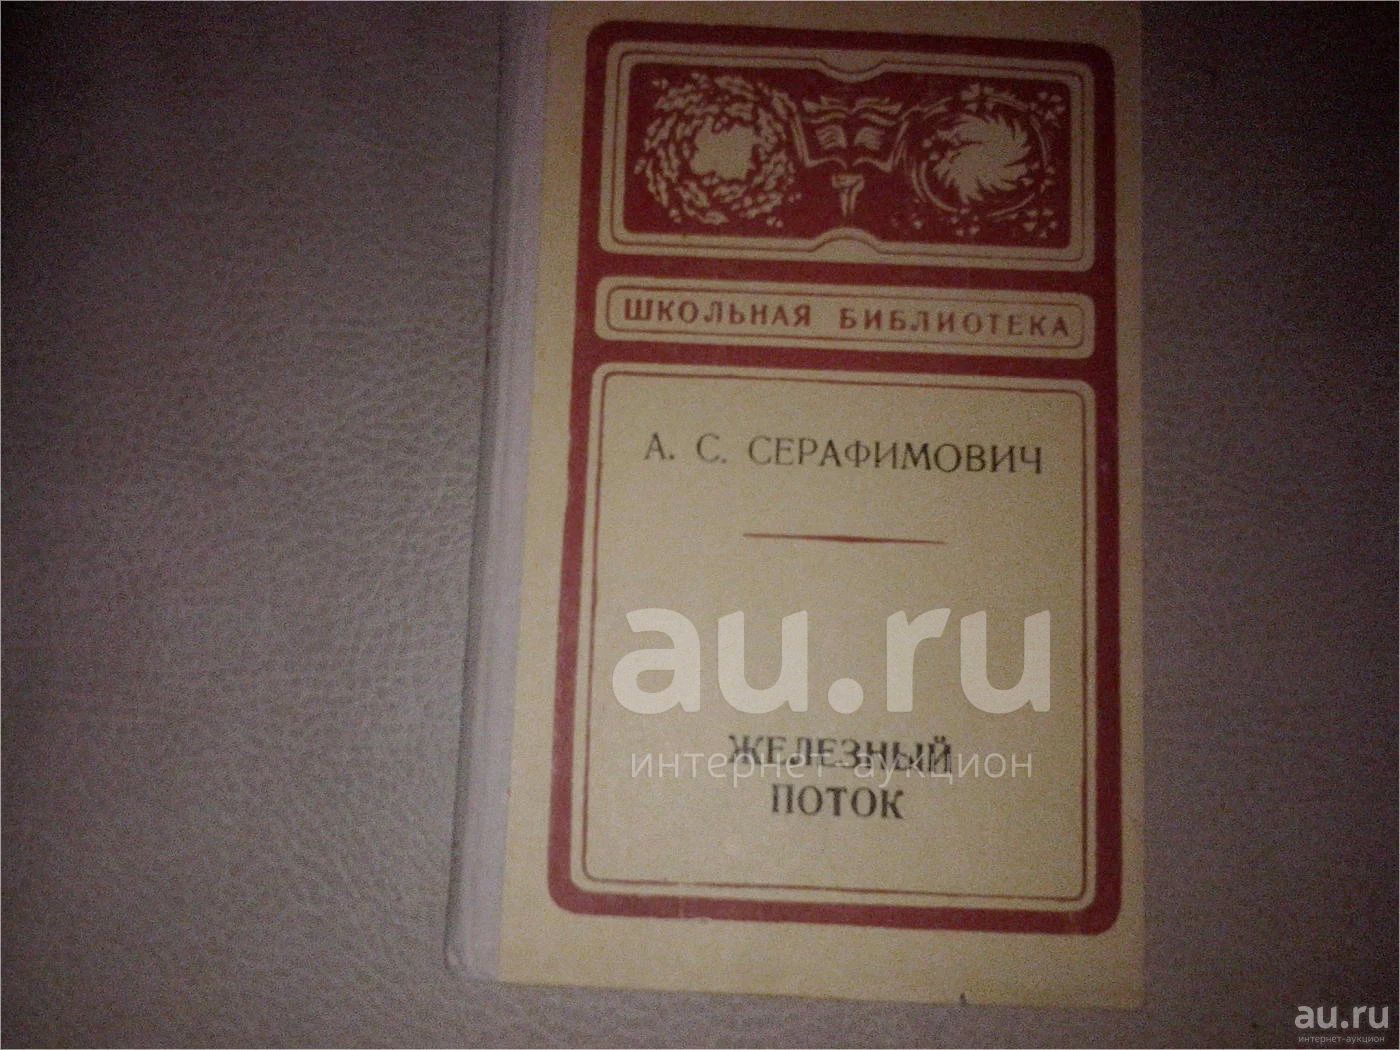 ШКОЛЬНАЯ БИБЛИОТЕКА
А. С. СЕРАФИМОВИЧ
au.ru
ЖЕЛЕЗНЫЙ
интернет-аукцион
ПОТОК
au.ru
интернет-аукцион